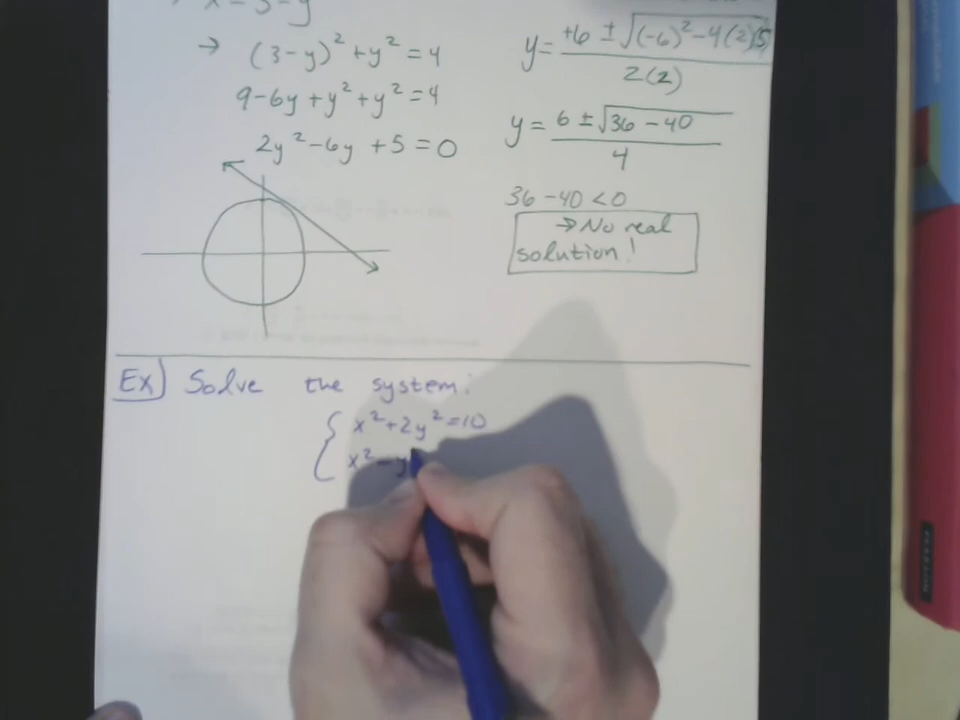 x=3-y
→ (3-y)² + y² = 4
9-6y + y² + y² = 4
2y² - 6y + 5 = 0
y = +6 ± √(-6)² - 4(2)5 / 2(2)
y = 6 ± √36 - 40 / 4
36 - 40 < 0
→ No real
solution!
Ex) Solve the system:
{ x² + 2y² = 10
x² - y